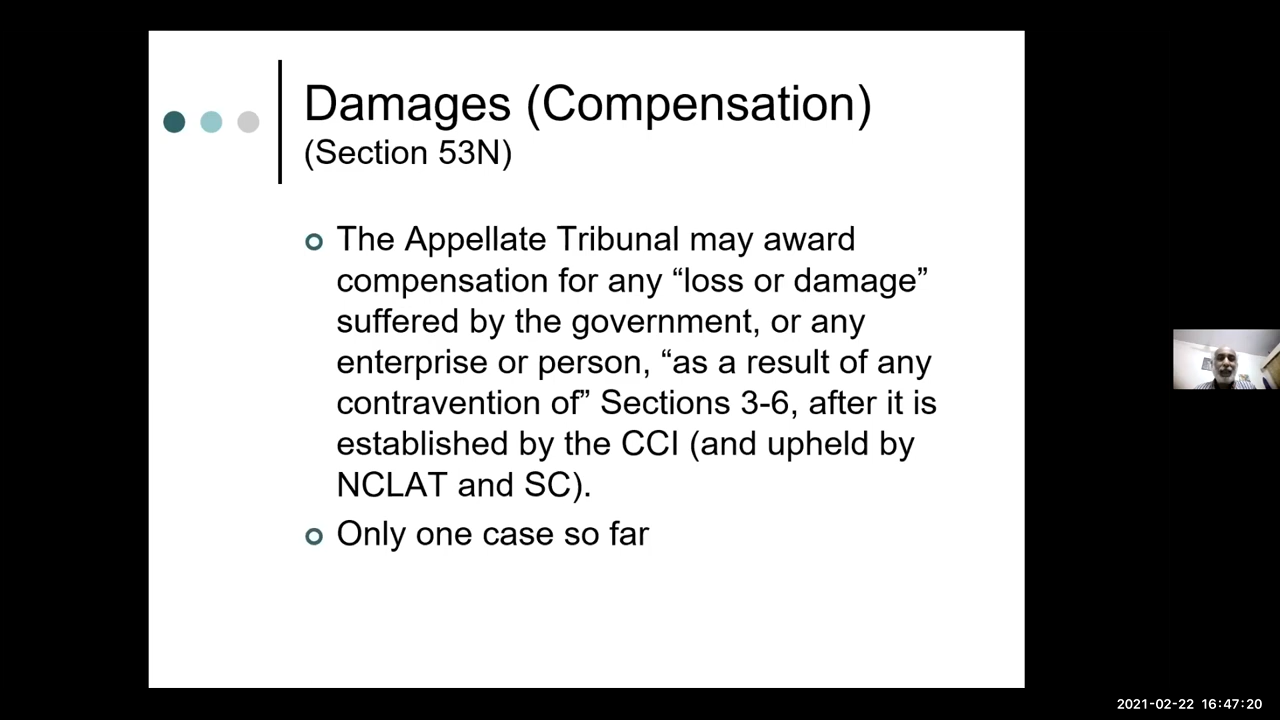 Damages (Compensation)
(Section 53N)
The Appellate Tribunal may award
compensation for any “loss or damage”
suffered by the government, or any
enterprise or person, “as a result of any
contravention of” Sections 3-6, after it is
established by the CCI (and upheld by
NCLAT and SC).
Only one case so far
2021-02-22 16:47:20